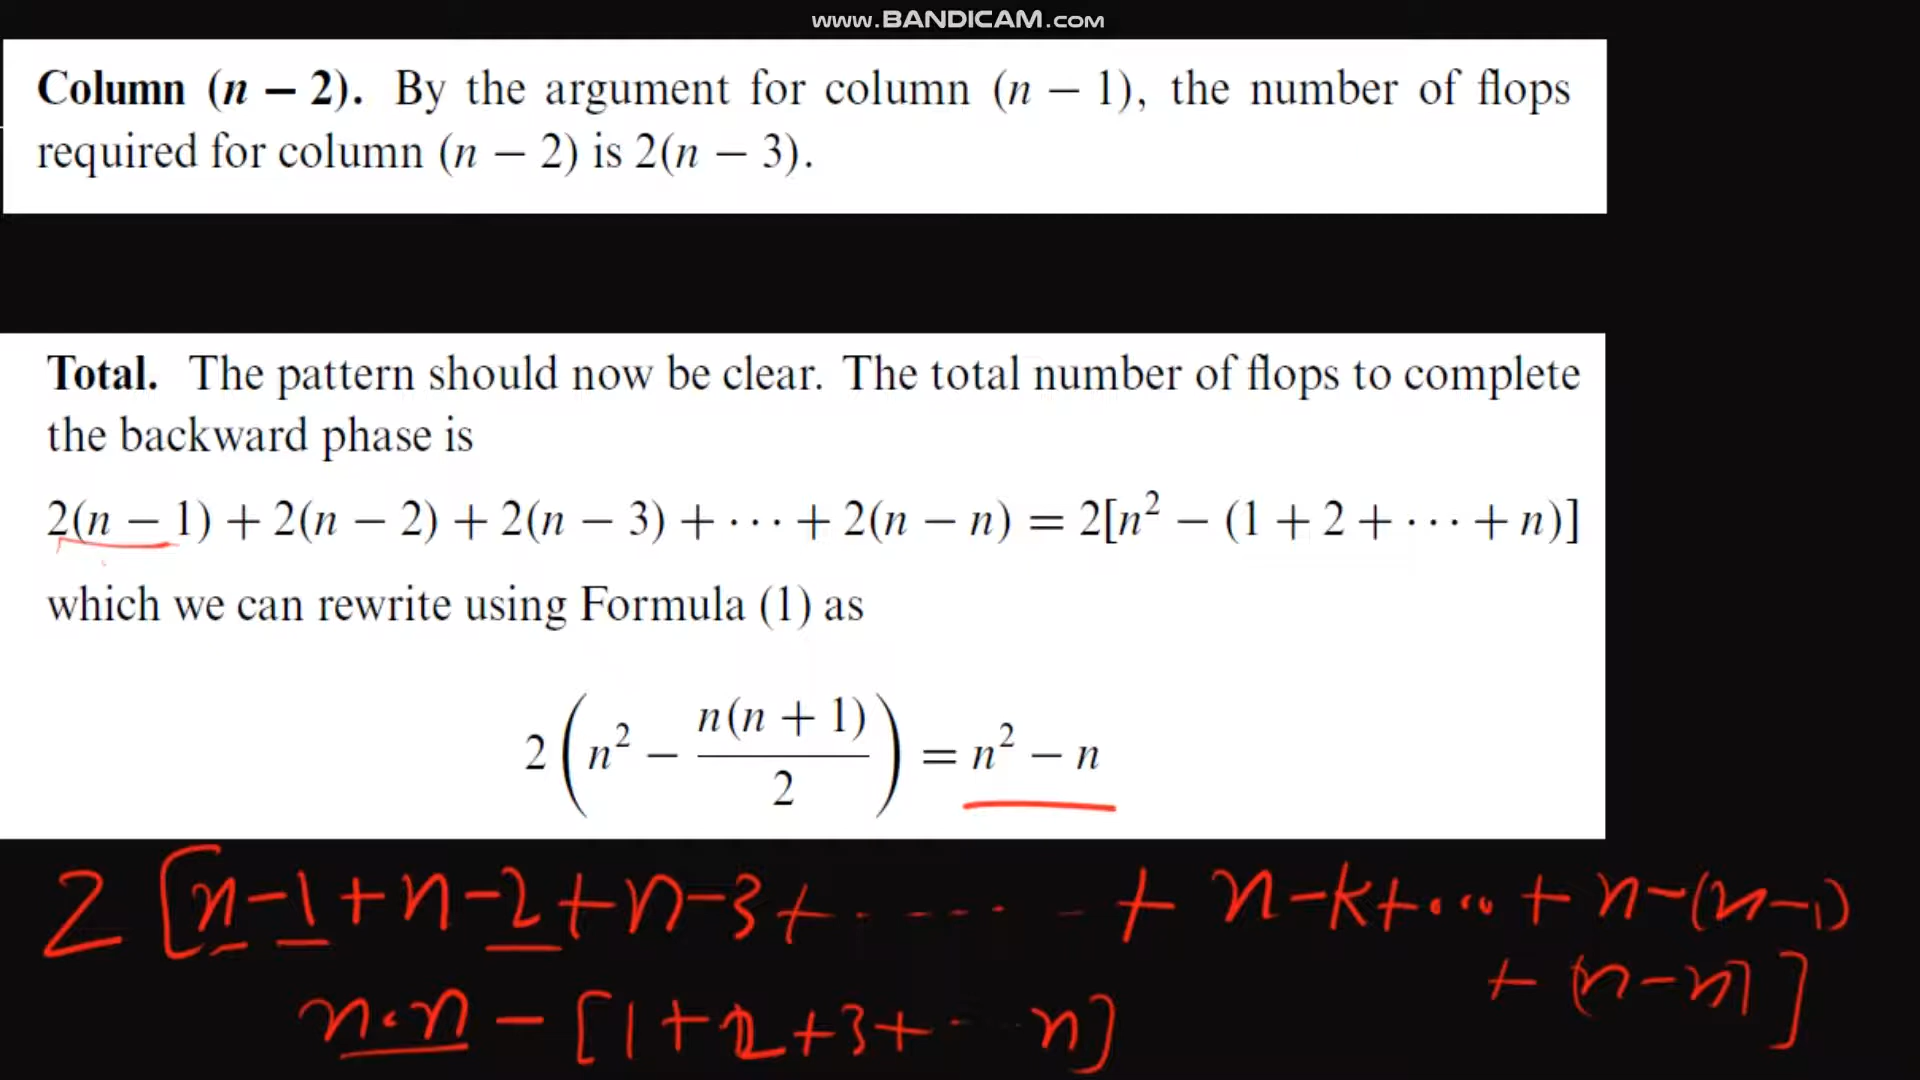 www.BANDICAM.com
Column (n − 2). By the argument for column (n − 1), the number of flops
required for column (n − 2) is 2(n − 3).
Total. The pattern should now be clear. The total number of flops to complete
the backward phase is
2(n − 1) + 2(n − 2) + 2(n − 3) + ··· + 2(n − n) = 2[n² − (1 + 2 + ··· + n)]
which we can rewrite using Formula (1) as
2(n² − n(n + 1)/2) = n² − n
2 [n-1+n-2+n-3+ ----- + n-k+...+ n-(n-1)
+ (n-n)]
n.n - [1+2+3+ -- n]